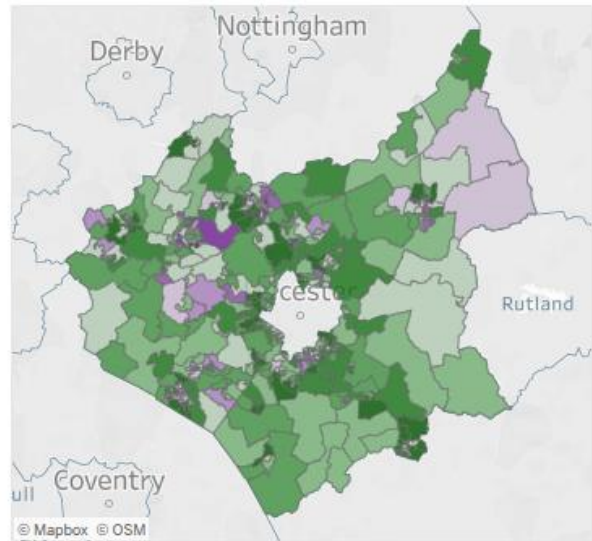 Nottingham
Derby
cester
Rutland
Coventry
ull
© Mapbox © OSM